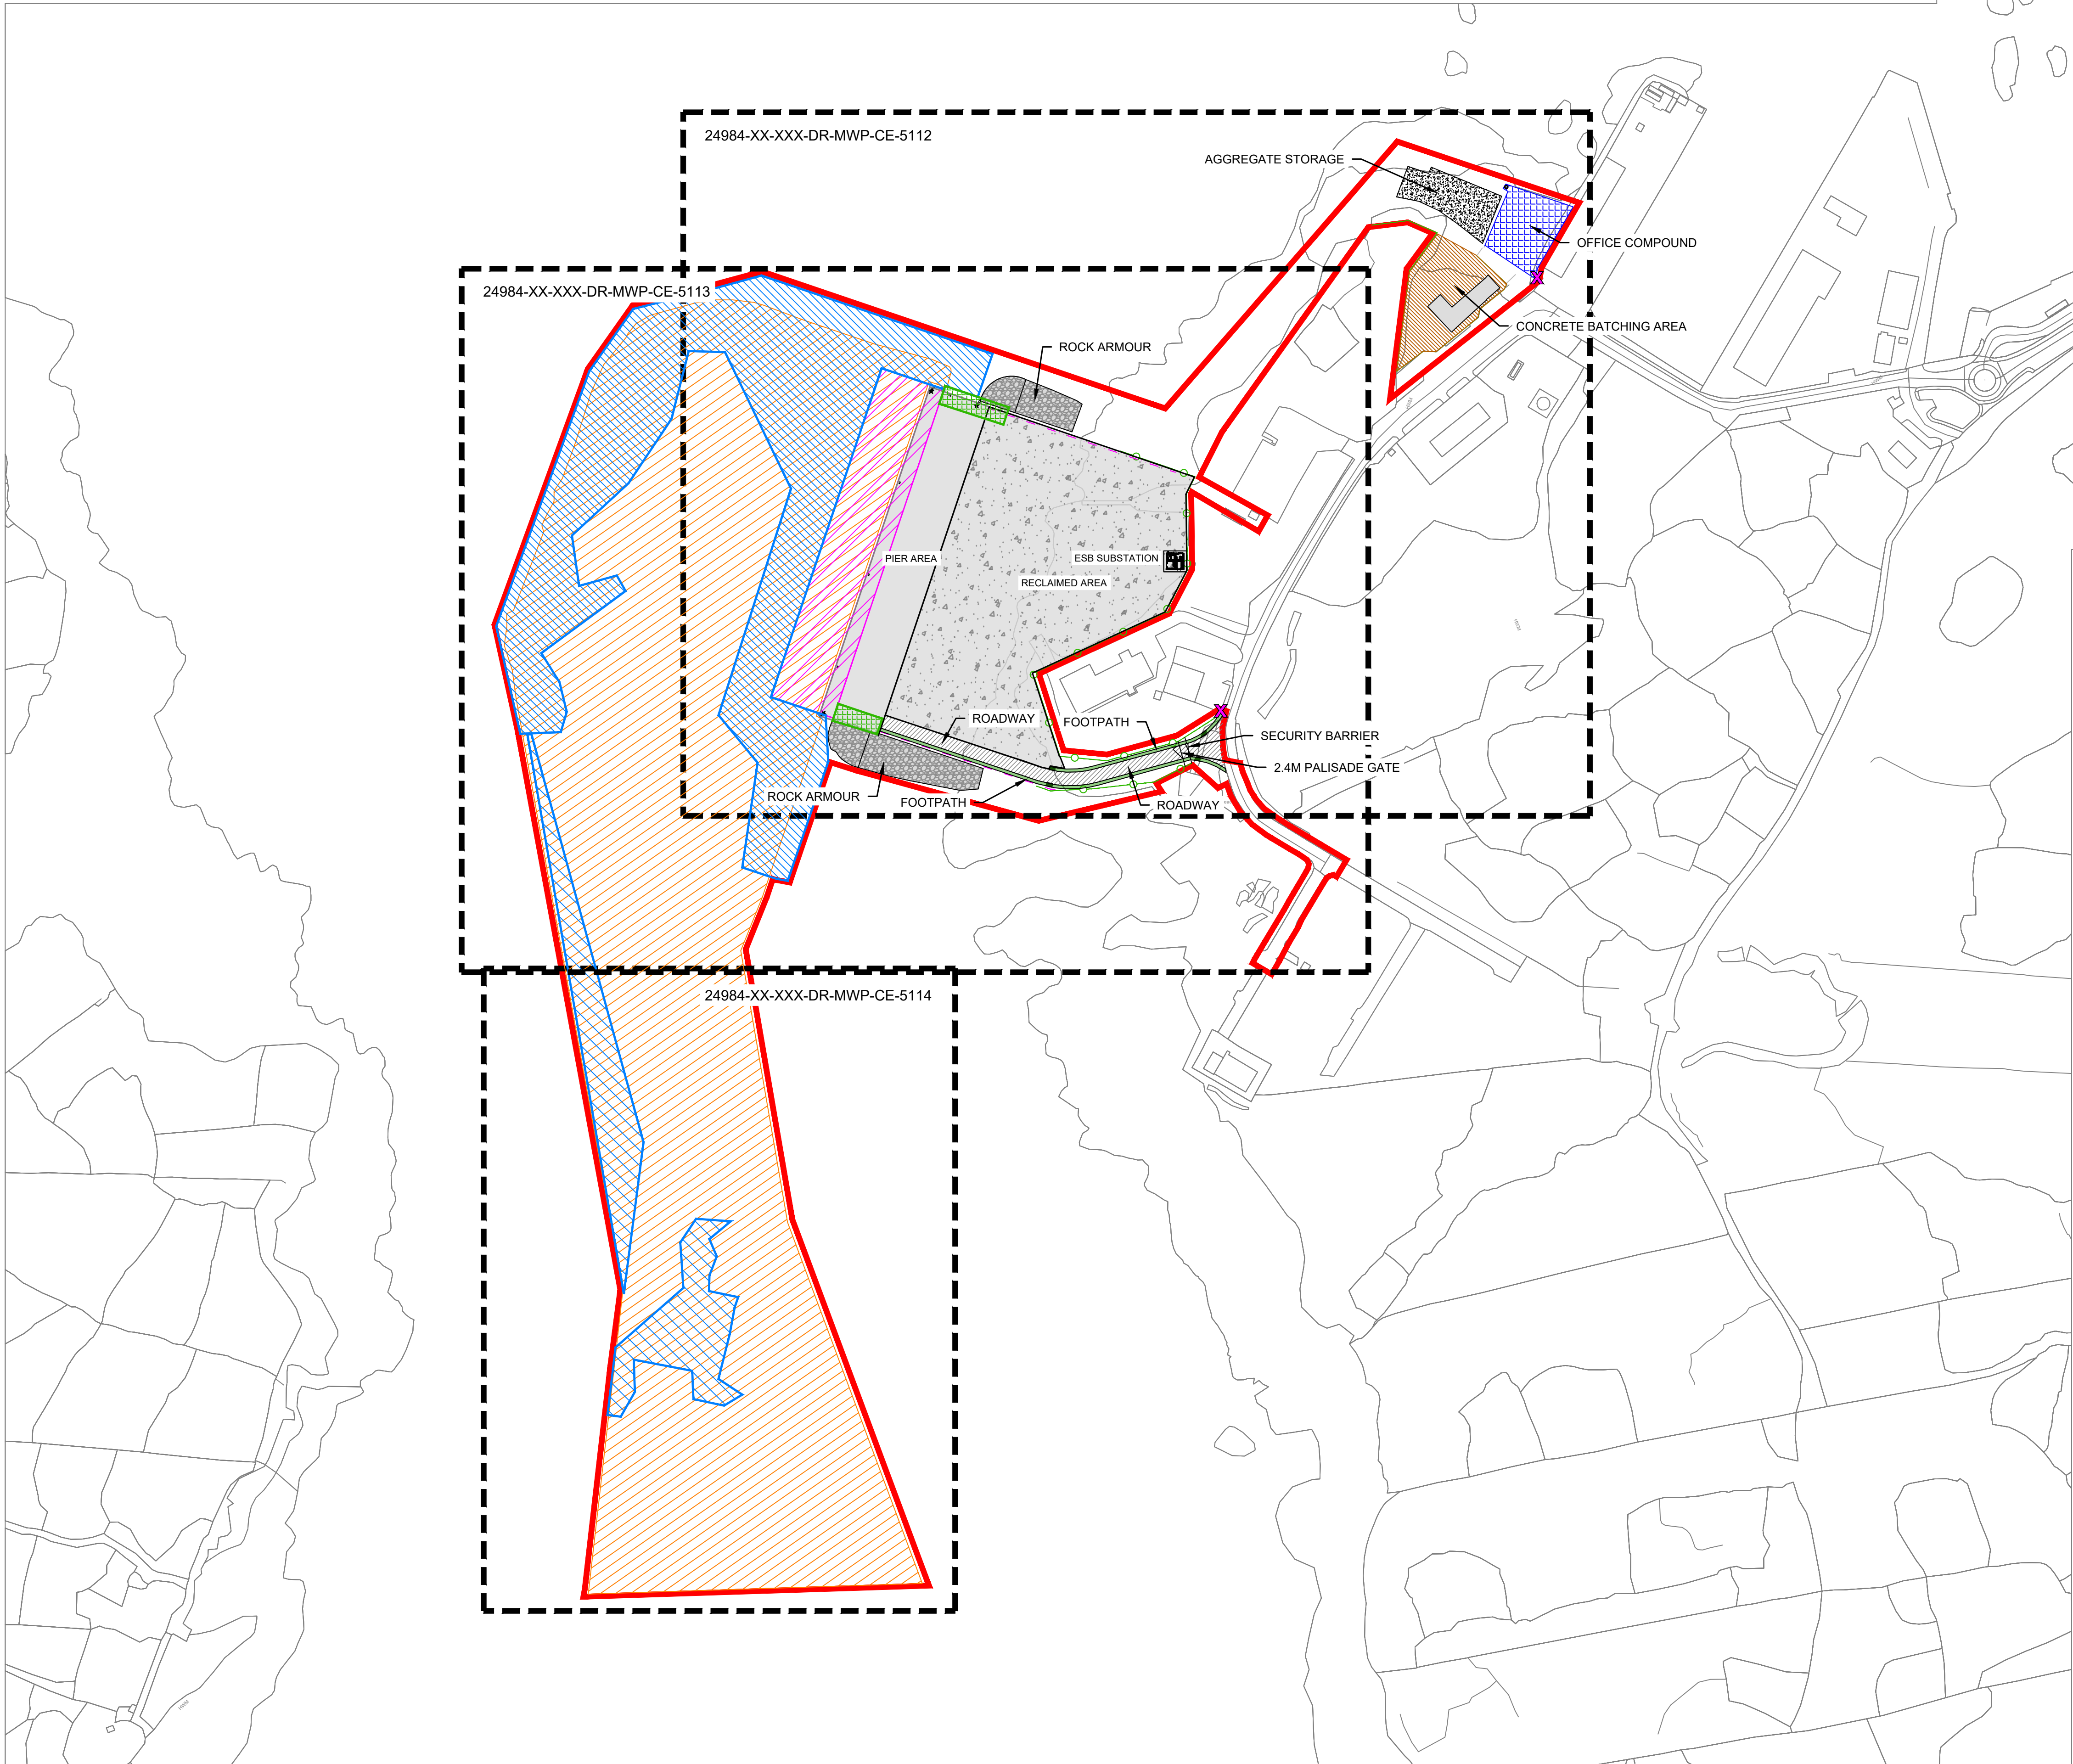 24984-XX-XXX-DR-MWP-CE-5112
AGGREGATE STORAGE
OFFICE COMPOUND
X
24984-XX-XXX-DR-MWP-CE-5113
CONCRETE BATCHING AREA
ROCK ARMOUR
PIER AREA
ESB SUBSTATION
RECLAIMED AREA
X
ROADWAY
FOOTPATH
SECURITY BARRIER
2.4M PALISADE GATE
ROCK ARMOUR
FOOTPATH
ROADWAY
24984-XX-XXX-DR-MWP-CE-5114